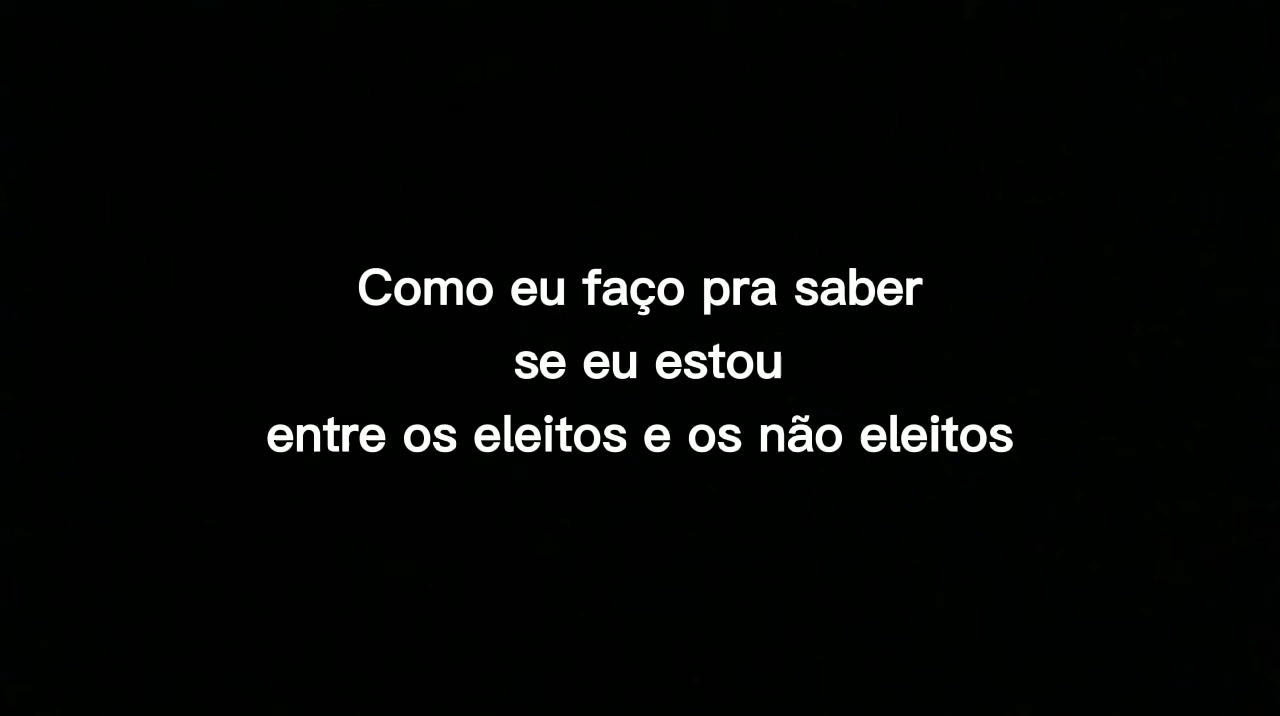 Como eu faço pra saber
se eu estou
entre os eleitos e os não eleitos